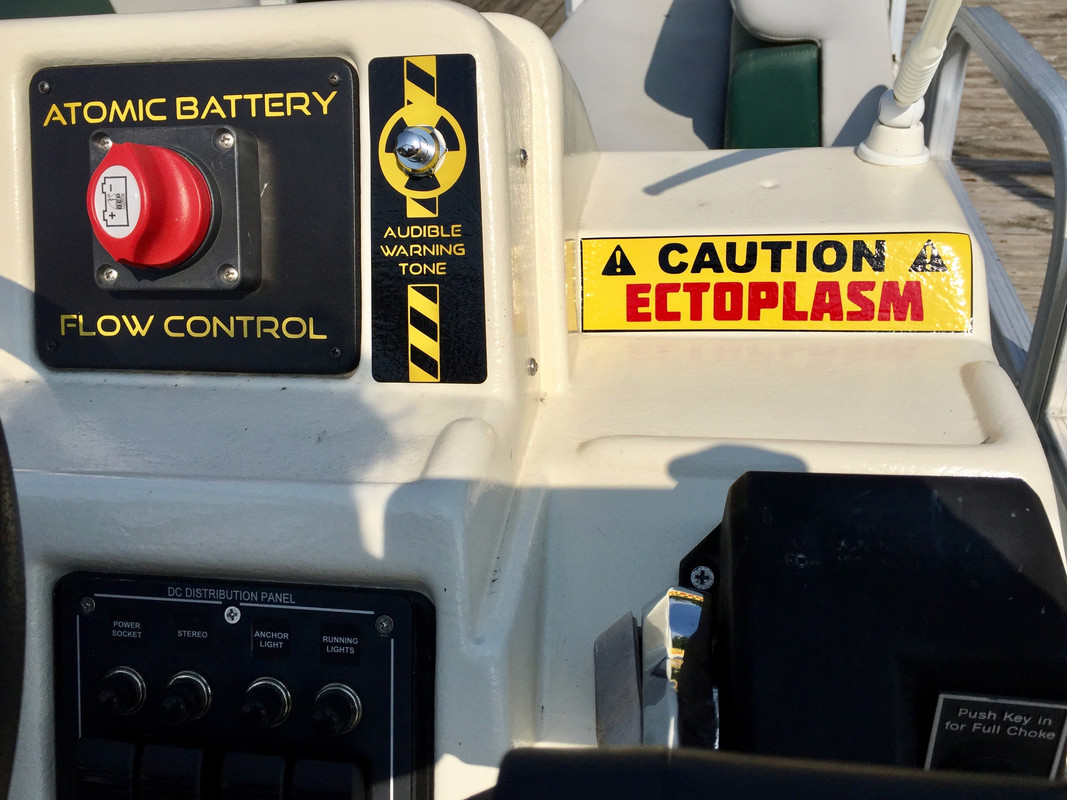 ATOMIC BATTERY
BEP
FLOW CONTROL
AUDIBLE
WARNING
TONE
CAUTION
ECTOPLASM
DC DISTRIBUTION PANEL
POWER
SOCKET
STEREO
ANCHOR
LIGHT
RUNNING
LIGHTS
Push Key in
for Full Choke